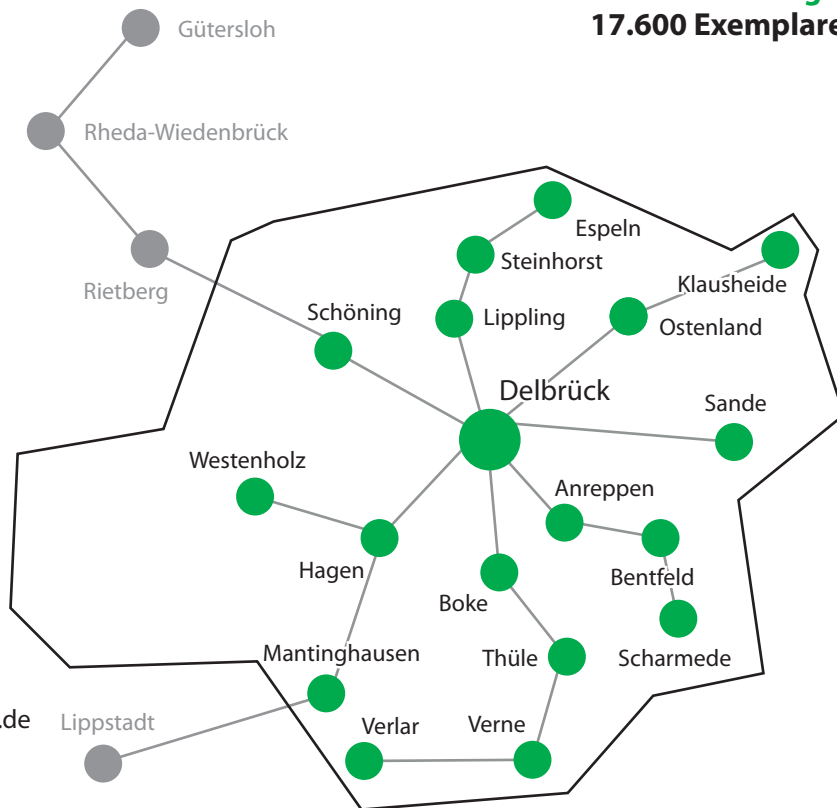 17.600 Exemplare
Gütersloh
Rheda-Wiedenbrück
Rietberg
Espeln
Steinhorst
Klausheide
Schöning
Lippling
Ostenland
Delbrück
Sande
Westenholz
Anreppen
Hagen
Bentfeld
Boke
Mantinghausen
Thüle
Scharmede
.de
Lippstadt
Verlar
Verne